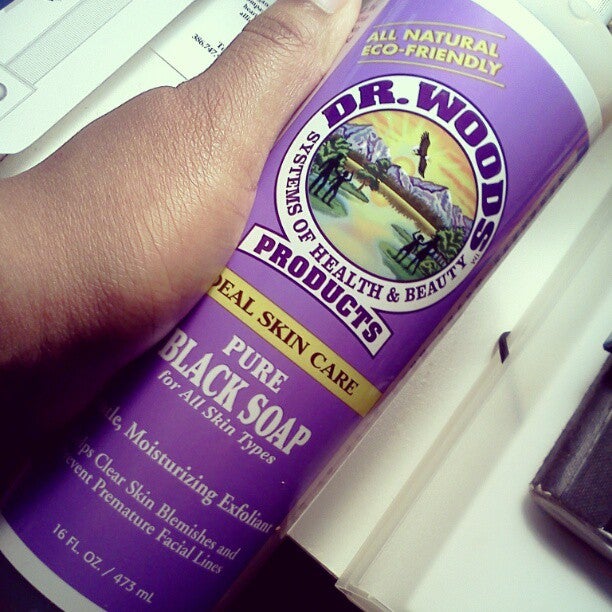 ALL NATURAL
ECO-FRIENDLY
DR. WOODS
SYSTEMS OF HEALTH & BEAUTY
PRODUCTS
DEAL SKIN CARE
PURE
BLACK SOAP
for All Skin Types
de, Moisturizing Exfoliant
lps Clear Skin Blemishes and
vent Premature Facial Lines
16 FL. OZ. / 473 mL